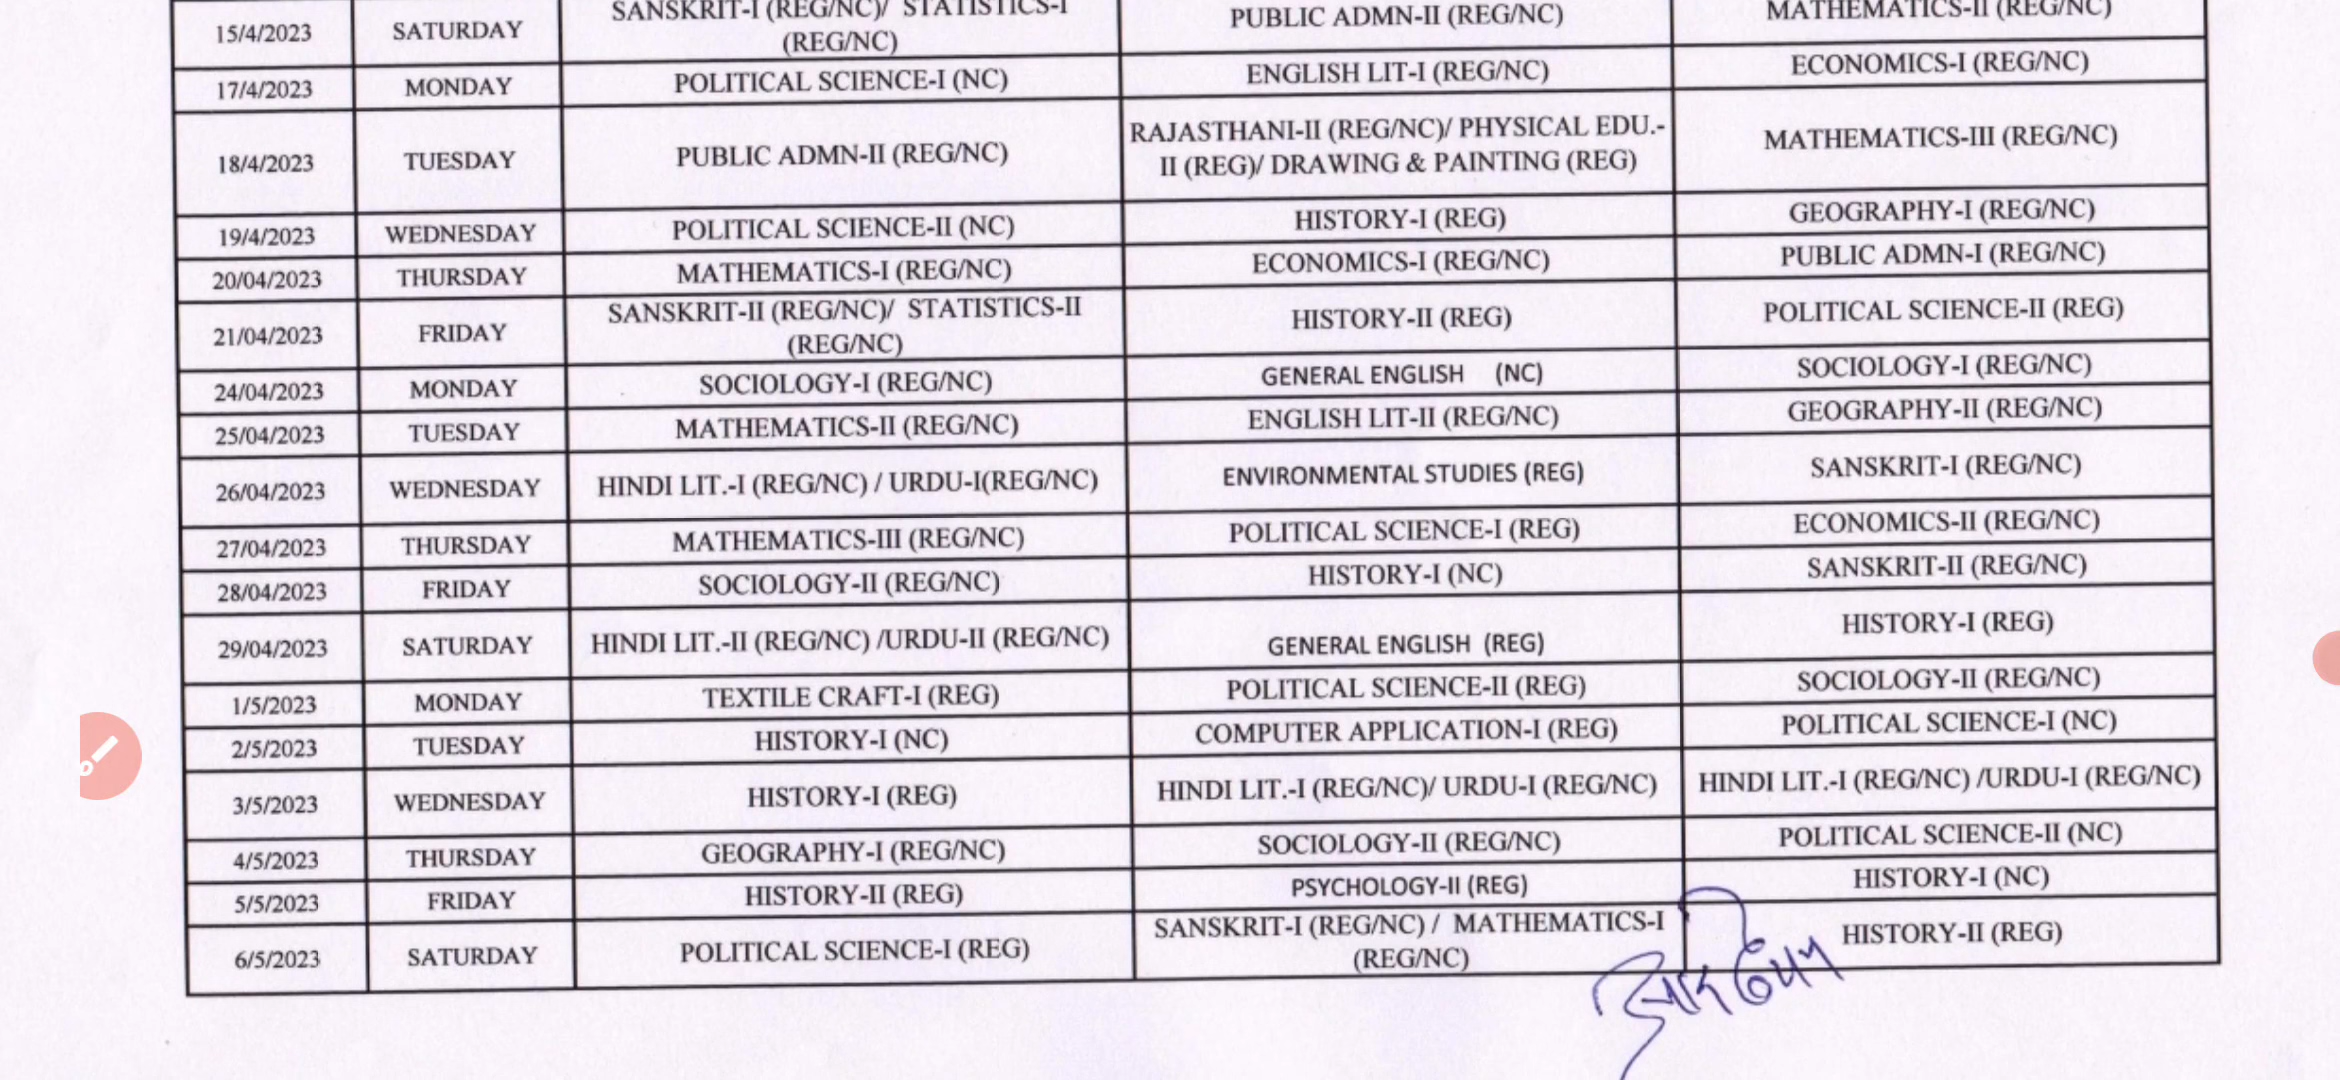 15/4/2023 SATURDAY SANSKRIT-I (REG/NC)/ STATISTICS-I (REG/NC) PUBLIC ADMN-II (REG/NC) MATHEMATICS-II (REG/NC)
17/4/2023 MONDAY POLITICAL SCIENCE-I (NC) ENGLISH LIT-I (REG/NC) ECONOMICS-I (REG/NC)
18/4/2023 TUESDAY PUBLIC ADMN-II (REG/NC) RAJASTHANI-II (REG/NC)/ PHYSICAL EDU.-II (REG)/ DRAWING & PAINTING (REG) MATHEMATICS-III (REG/NC)
19/4/2023 WEDNESDAY POLITICAL SCIENCE-II (NC) HISTORY-I (REG) GEOGRAPHY-I (REG/NC)
20/04/2023 THURSDAY MATHEMATICS-I (REG/NC) ECONOMICS-I (REG/NC) PUBLIC ADMN-I (REG/NC)
21/04/2023 FRIDAY SANSKRIT-II (REG/NC)/ STATISTICS-II (REG/NC) HISTORY-II (REG) POLITICAL SCIENCE-II (REG)
24/04/2023 MONDAY SOCIOLOGY-I (REG/NC) GENERAL ENGLISH (NC) SOCIOLOGY-I (REG/NC)
25/04/2023 TUESDAY MATHEMATICS-II (REG/NC) ENGLISH LIT-II (REG/NC) GEOGRAPHY-II (REG/NC)
26/04/2023 WEDNESDAY HINDI LIT.-I (REG/NC) / URDU-I(REG/NC) ENVIRONMENTAL STUDIES (REG) SANSKRIT-I (REG/NC)
27/04/2023 THURSDAY MATHEMATICS-III (REG/NC) POLITICAL SCIENCE-I (REG) ECONOMICS-II (REG/NC)
28/04/2023 FRIDAY SOCIOLOGY-II (REG/NC) HISTORY-I (NC) SANSKRIT-II (REG/NC)
29/04/2023 SATURDAY HINDI LIT.-II (REG/NC) /URDU-II (REG/NC) GENERAL ENGLISH (REG) HISTORY-I (REG)
1/5/2023 MONDAY TEXTILE CRAFT-I (REG) POLITICAL SCIENCE-II (REG) SOCIOLOGY-II (REG/NC)
2/5/2023 TUESDAY HISTORY-I (NC) COMPUTER APPLICATION-I (REG) POLITICAL SCIENCE-I (NC)
3/5/2023 WEDNESDAY HISTORY-I (REG) HINDI LIT.-I (REG/NC)/ URDU-I (REG/NC) HINDI LIT.-I (REG/NC) /URDU-I (REG/NC)
4/5/2023 THURSDAY GEOGRAPHY-I (REG/NC) SOCIOLOGY-II (REG/NC) POLITICAL SCIENCE-II (NC)
5/5/2023 FRIDAY HISTORY-II (REG) PSYCHOLOGY-II (REG) HISTORY-I (NC)
6/5/2023 SATURDAY POLITICAL SCIENCE-I (REG) SANSKRIT-I (REG/NC) / MATHEMATICS-I (REG/NC) HISTORY-II (REG)